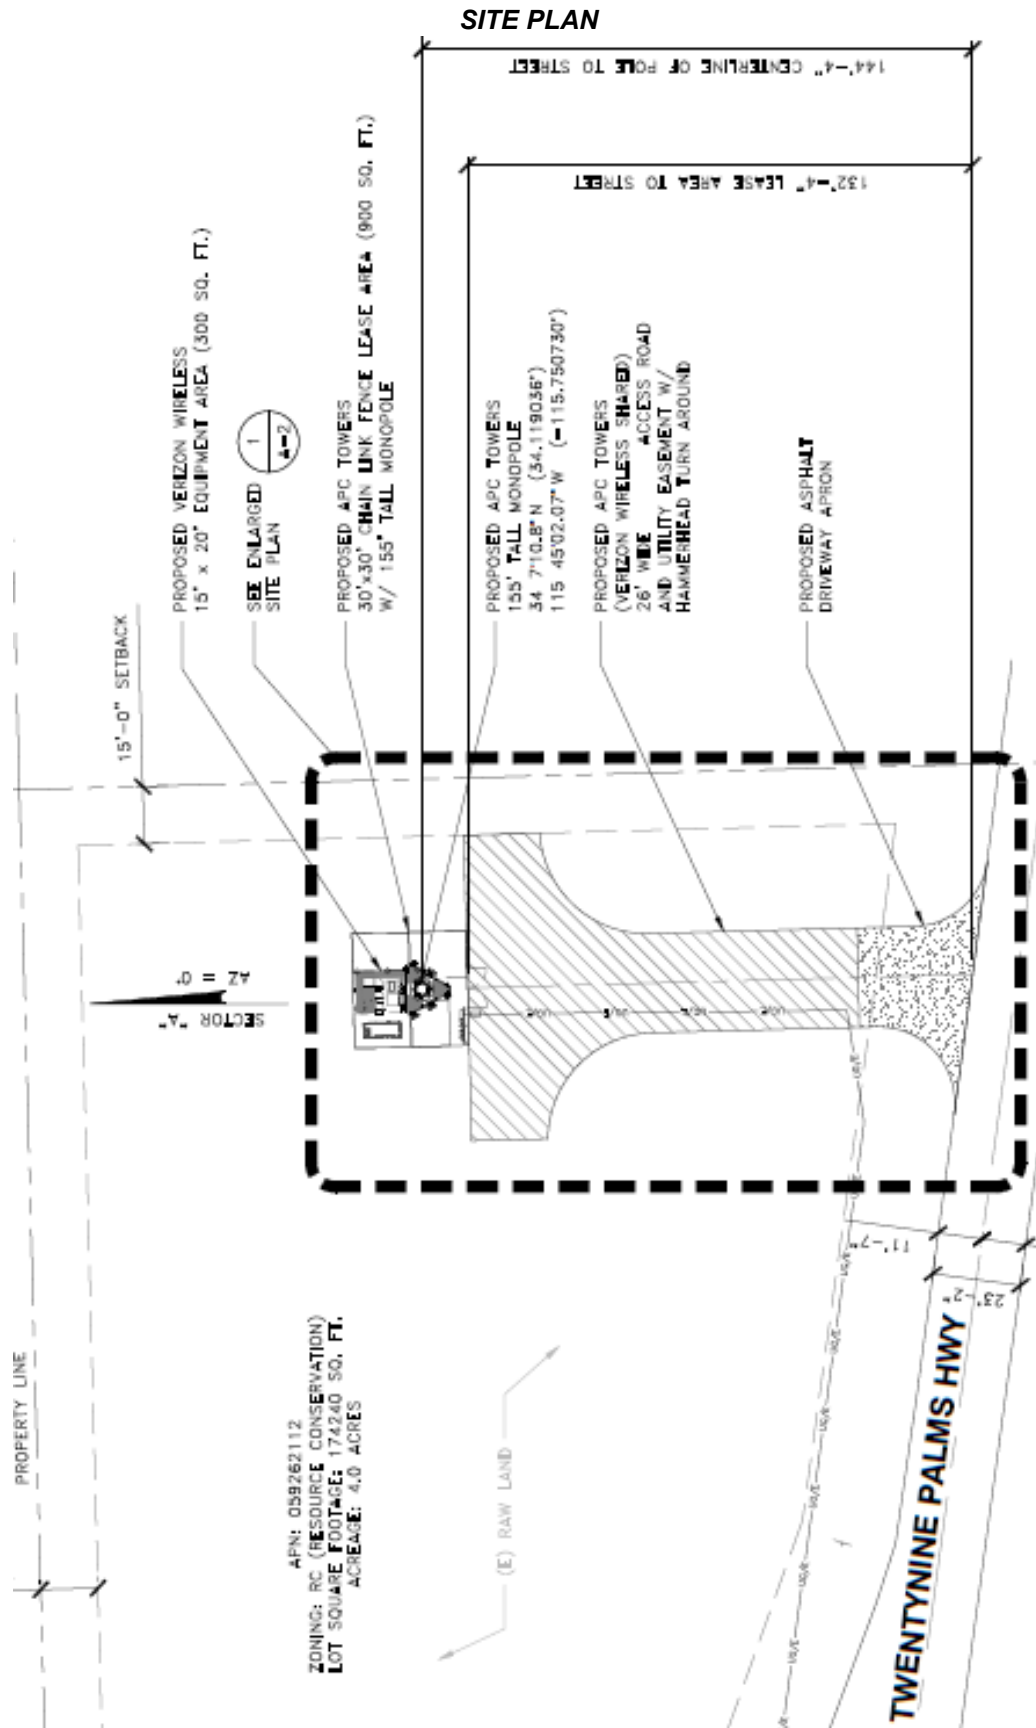 SITE PLAN
144'-4" CENTERLINE OF POLE TO STREET
132'-4" LEASE AREA TO STREET
PROPOSED VERIZON WIRELESS
15' x 20' EQUIPMENT AREA (300 SQ. FT.)
SEE ENLARGED
SITE PLAN
1
A-2
PROPOSED APC TOWERS
30'x30' CHAIN LINK FENCE LEASE AREA (900 SQ. FT.)
W/ 155' TALL MONOPOLE
PROPOSED APC TOWERS
155' TALL MONOPOLE
34 7'10.8" N (34.119036°)
115 45'02.07" W (-115.750730°)
PROPOSED APC TOWERS
(VERIZON WIRELESS SHARED)
26' WIDE ACCESS ROAD
AND UTILITY EASEMENT W/
HAMMERHEAD TURN AROUND
PROPOSED ASPHALT
DRIVEWAY APRON
15'-0" SETBACK
SECTOR "A"
AZ = 0°
PROPERTY LINE
APN: 059262112
ZONING: RC (RESOURCE CONSERVATION)
LOT SQUARE FOOTAGE: 174240 SQ. FT.
ACREAGE: 4.0 ACRES
(E) RAW LAND
11'-7"
23'-2"
TWENTYNINE PALMS HWY